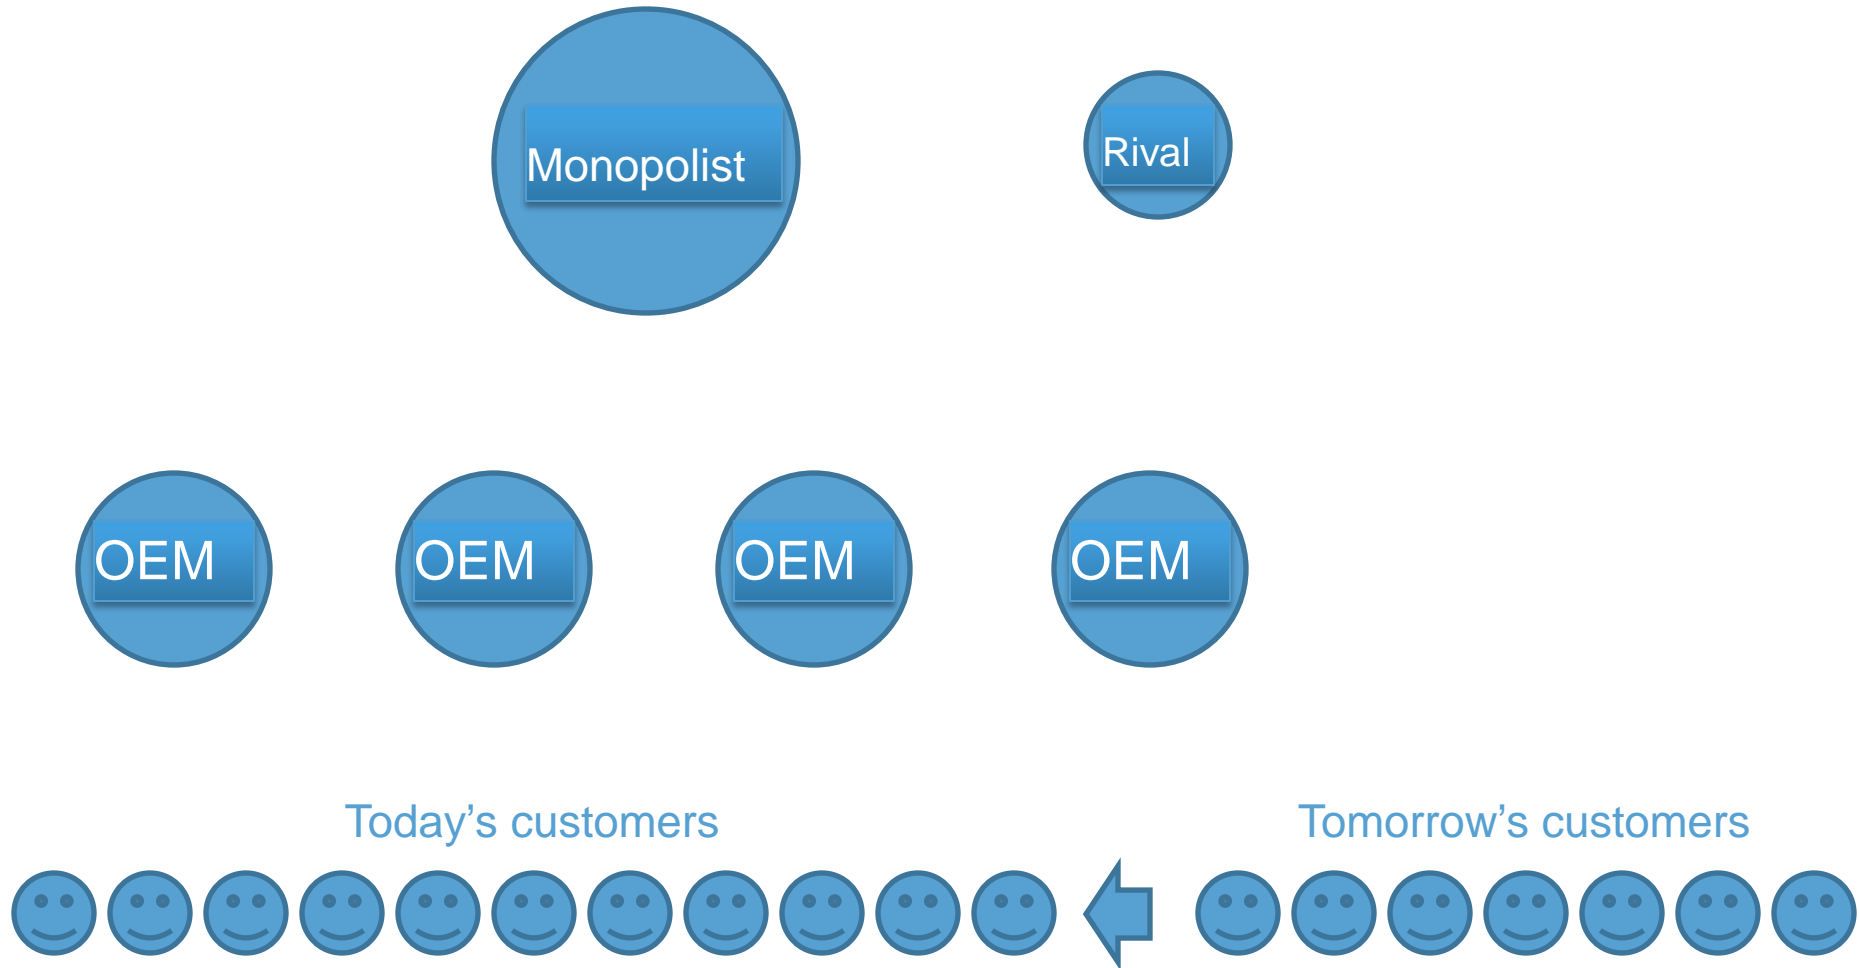 Monopolist
Rival
OEM
OEM
OEM
OEM
Today’s customers
Tomorrow’s customers